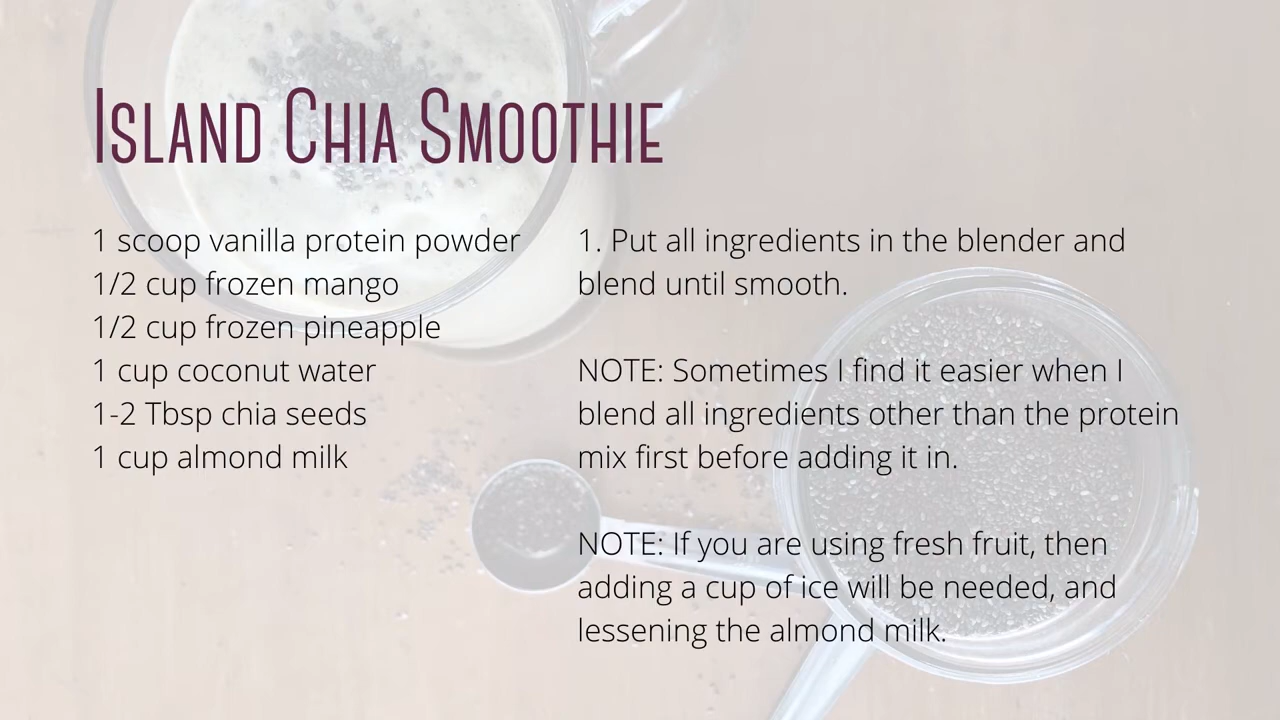 Island Chia Smoothie
1 scoop vanilla protein powder
1/2 cup frozen mango
1/2 cup frozen pineapple
1 cup coconut water
1-2 Tbsp chia seeds
1 cup almond milk
1. Put all ingredients in the blender and
blend until smooth.
NOTE: Sometimes I find it easier when I
blend all ingredients other than the protein
mix first before adding it in.
NOTE: If you are using fresh fruit, then
adding a cup of ice will be needed, and
lessening the almond milk.